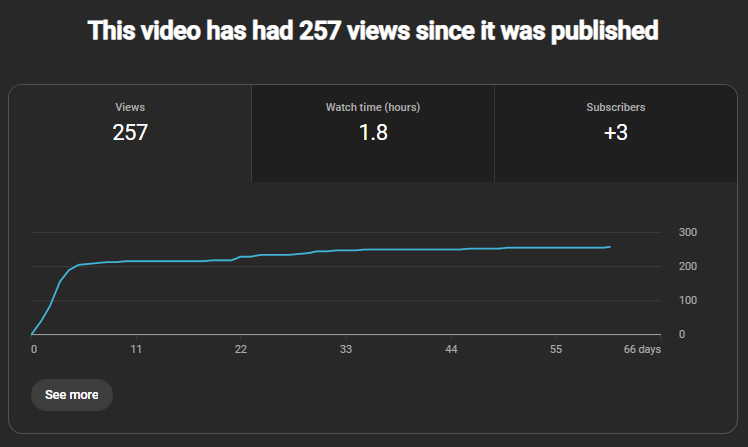 This video has had 257 views since it was published
Views
257
Watch time (hours)
1.8
Subscribers
+3
300
200
100
0
0 11 22 33 44 55 66 days
See more